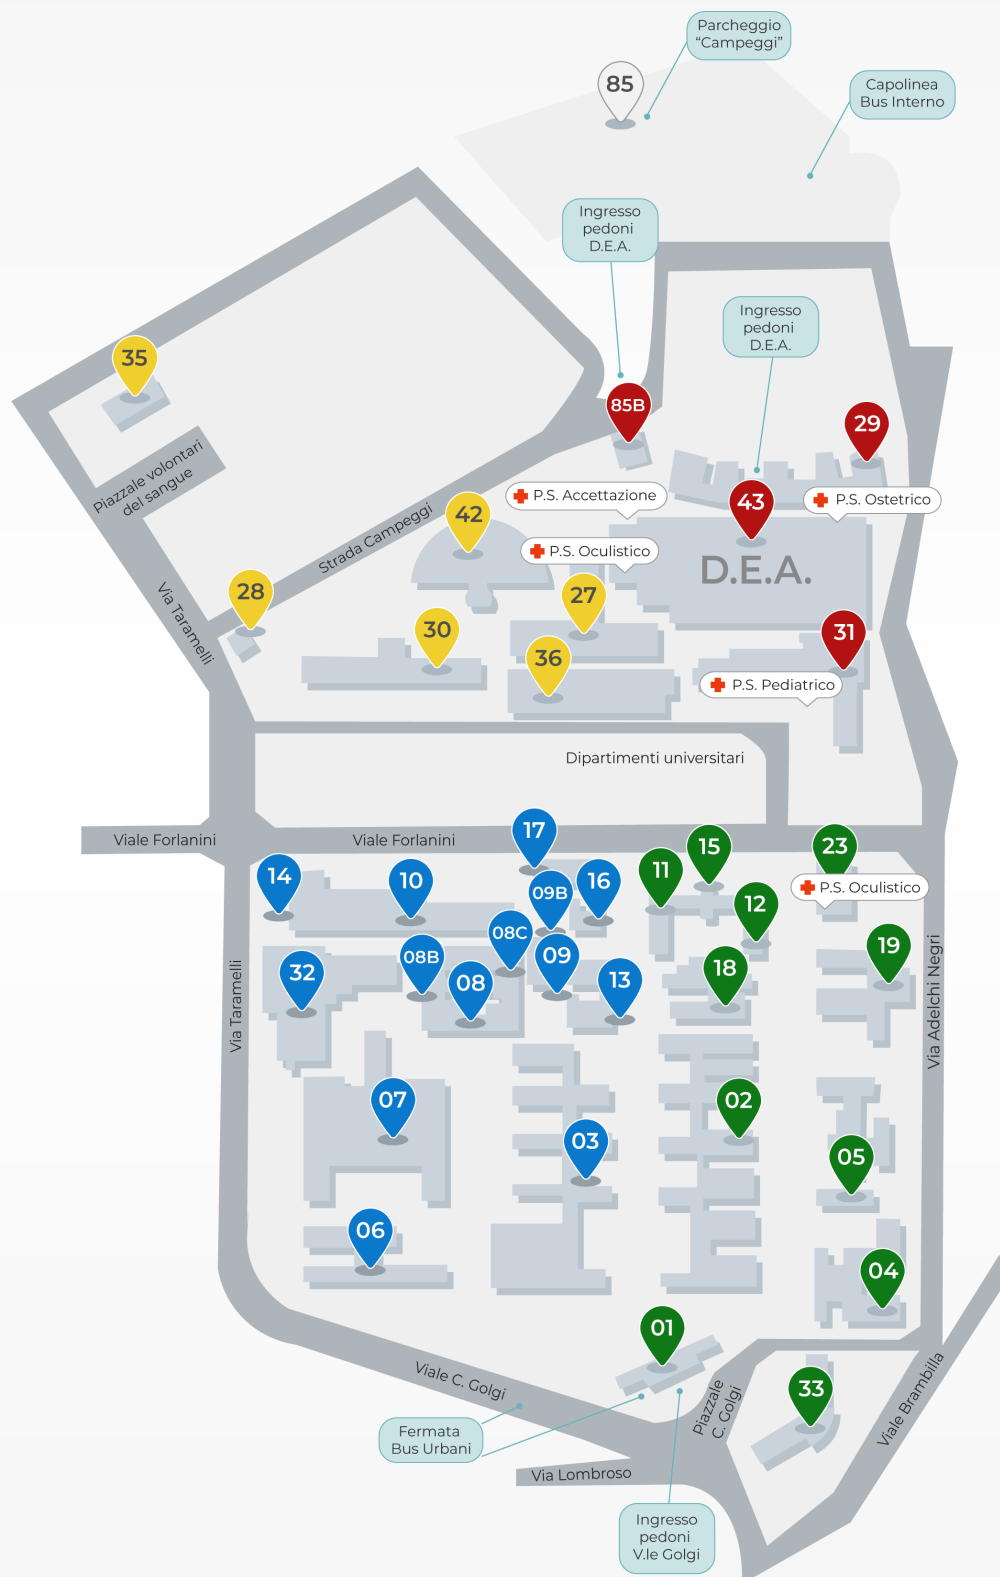 Parcheggio
“Campeggi”
85
Capolinea
Bus Interno
Ingresso
pedoni
D.E.A.
Ingresso
pedoni
D.E.A.
35
85B
29
Piazzale volontari
del sangue
P.S. Accettazione
43
P.S. Ostetrico
42
Strada Campeggi
P.S. Oculistico
D.E.A.
28
27
Via Taramelli
30
31
36
P.S. Pediatrico
Dipartimenti universitari
Viale Forlanini
Viale Forlanini
17
15
23
14
10
09B
16
11
P.S. Oculistico
12
08C
19
08B
09
18
32
08
13
Via Taramelli
Via Adelchi Negri
07
02
03
05
06
04
01
Viale C. Golgi
Piazzale
C. Golgi
33
Viale Brambilla
Fermata
Bus Urbani
Via Lombroso
Ingresso
pedoni
V.le Golgi